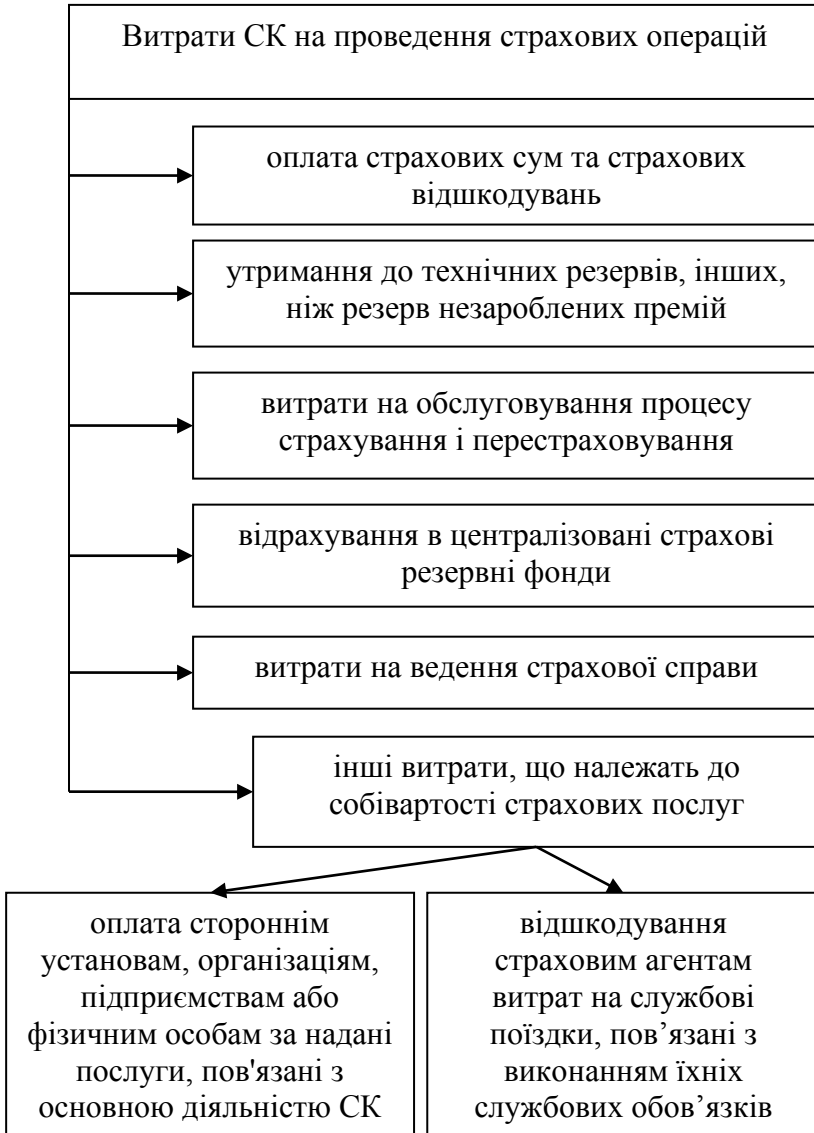 Витрати СК на проведення страхових операцій
оплата страхових сум та страхових
відшкодувань
утримання до технічних резервів, інших,
ніж резерв незароблених премій
витрати на обслуговування процесу
страхування і перестраховування
відрахування в централізовані страхові
резервні фонди
витрати на ведення страхової справи
інші витрати, що належать до
собівартості страхових послуг
оплата стороннім
установам, організаціям,
підприємствам або
фізичним особам за надані
послуги, пов'язані з
основною діяльністю СК
відшкодування
страховим агентам
витрат на службові
поїздки, пов’язані з
виконанням їхніх
службових обов’язків